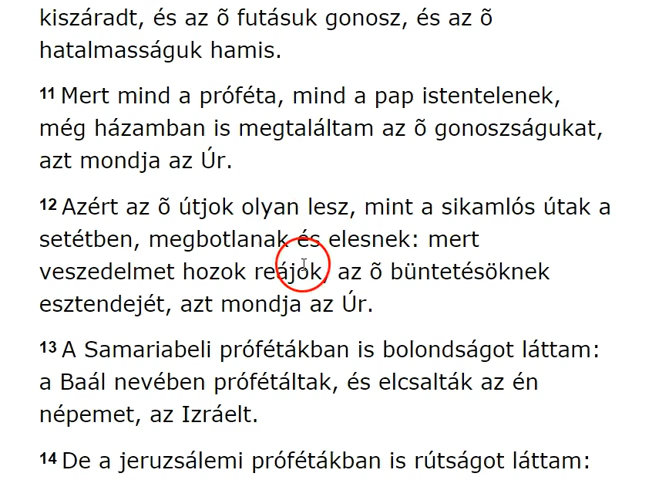 kiszáradt, és az õ futásuk gonosz, és az õ
hatalmasságuk hamis.
11 Mert mind a próféta, mind a pap istentelenek,
még házamban is megtaláltam az õ gonoszságukat,
azt mondja az Úr.
12 Azért az õ útjok olyan lesz, mint a sikamlós útak a
setétben, megbotlanak és elesnek: mert
veszedelmet hozok reájok, az õ büntetésöknek
esztendejét, azt mondja az Úr.
13 A Samariabeli prófétákban is bolondságot láttam:
a Baál nevében prófétáltak, és elcsalták az én
népemet, az Izráelt.
14 De a jeruzsálemi prófétákban is rútságot láttam: